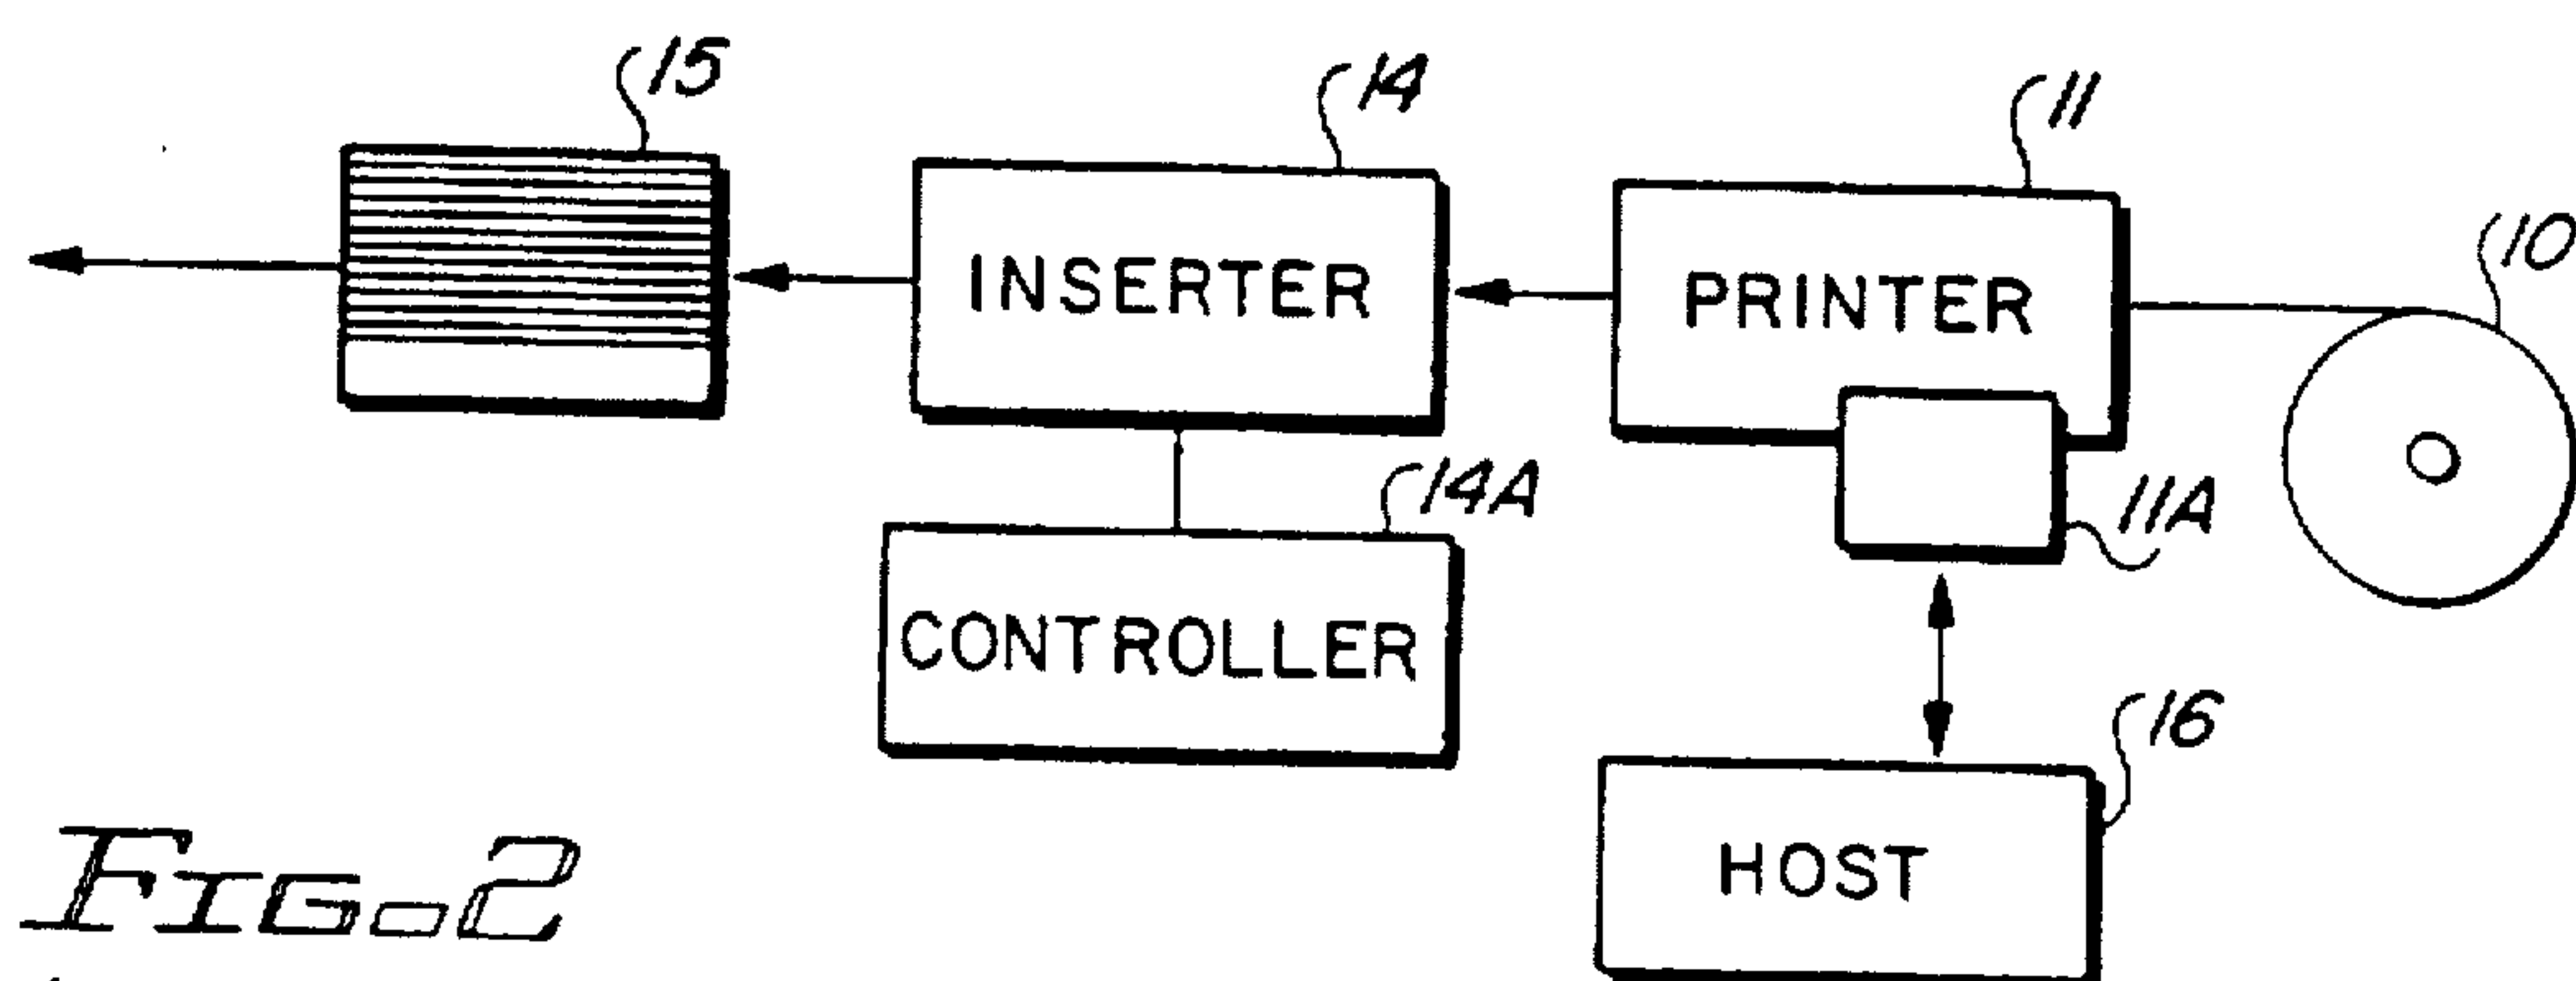 15
14
11
10
INSERTER
PRINTER
14A
11A
CONTROLLER
16
HOST
FIG. 2